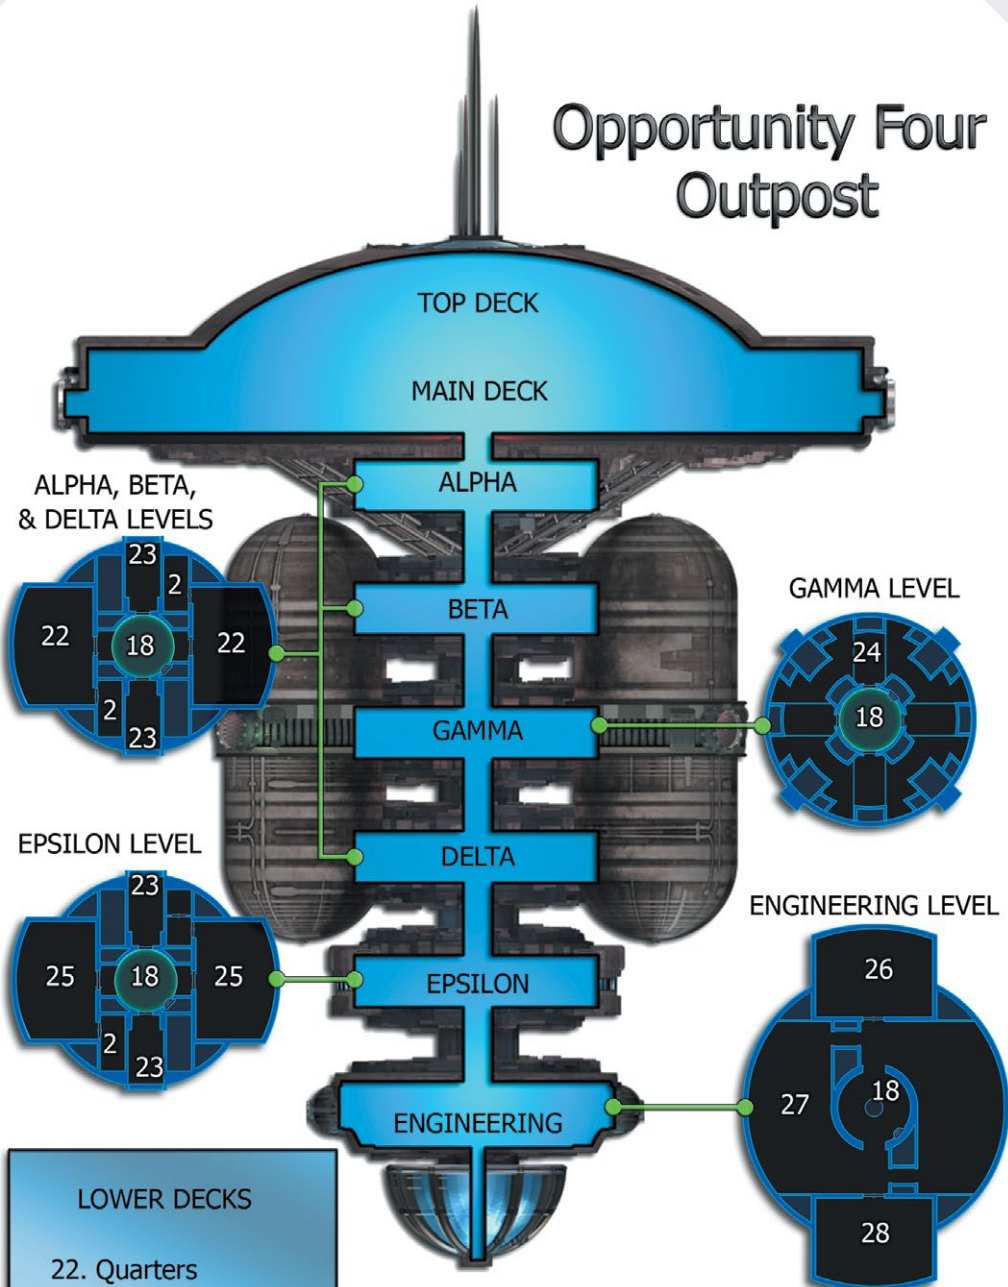 Opportunity Four
Outpost
TOP DECK
MAIN DECK
ALPHA
BETA
GAMMA
DELTA
EPSILON
ENGINEERING
ALPHA, BETA,
& DELTA LEVELS
23
2
22
18
22
2
23
GAMMA LEVEL
24
18
EPSILON LEVEL
23
25
18
25
2
23
ENGINEERING LEVEL
26
27
18
28
LOWER DECKS
22. Quarters